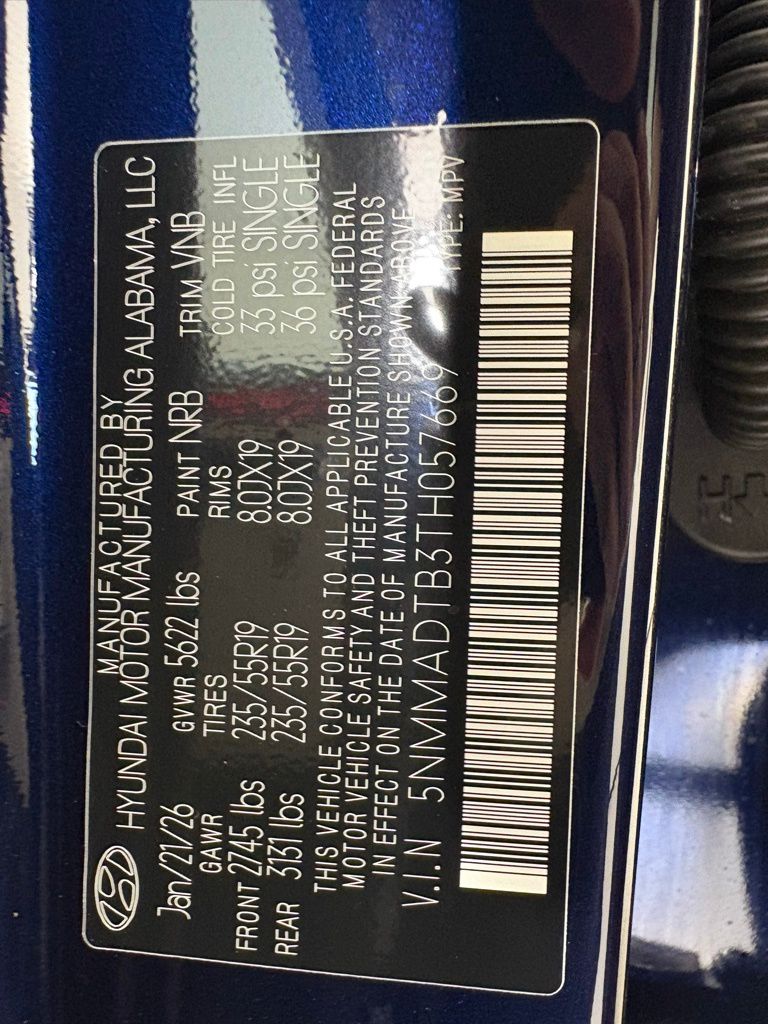 MANUFACTURED BY
HYUNDAI MOTOR MANUFACTURING ALABAMA, LLC
Jan/21/26 GVWR 5622 lbs PAINT NRB TRIM VNB
GAWR TIRES RMS COLD TIRE INFL
FRONT 2745 lbs 235/55R19 8.0JX19 33 psi SINGLE
REAR 3131 lbs 235/55R19 8.0JX19 36 psi SINGLE
THIS VEHICLE CONFORMS TO ALL APPLICABLE U.S.A. FEDERAL
MOTOR VEHICLE SAFETY AND THEFT PREVENTION STANDARDS
IN EFFECT ON THE DATE OF MANUFACTURE SHOWN ABOVE
V.I.N 5NMMADTB3TH057669 TYPE: MPV